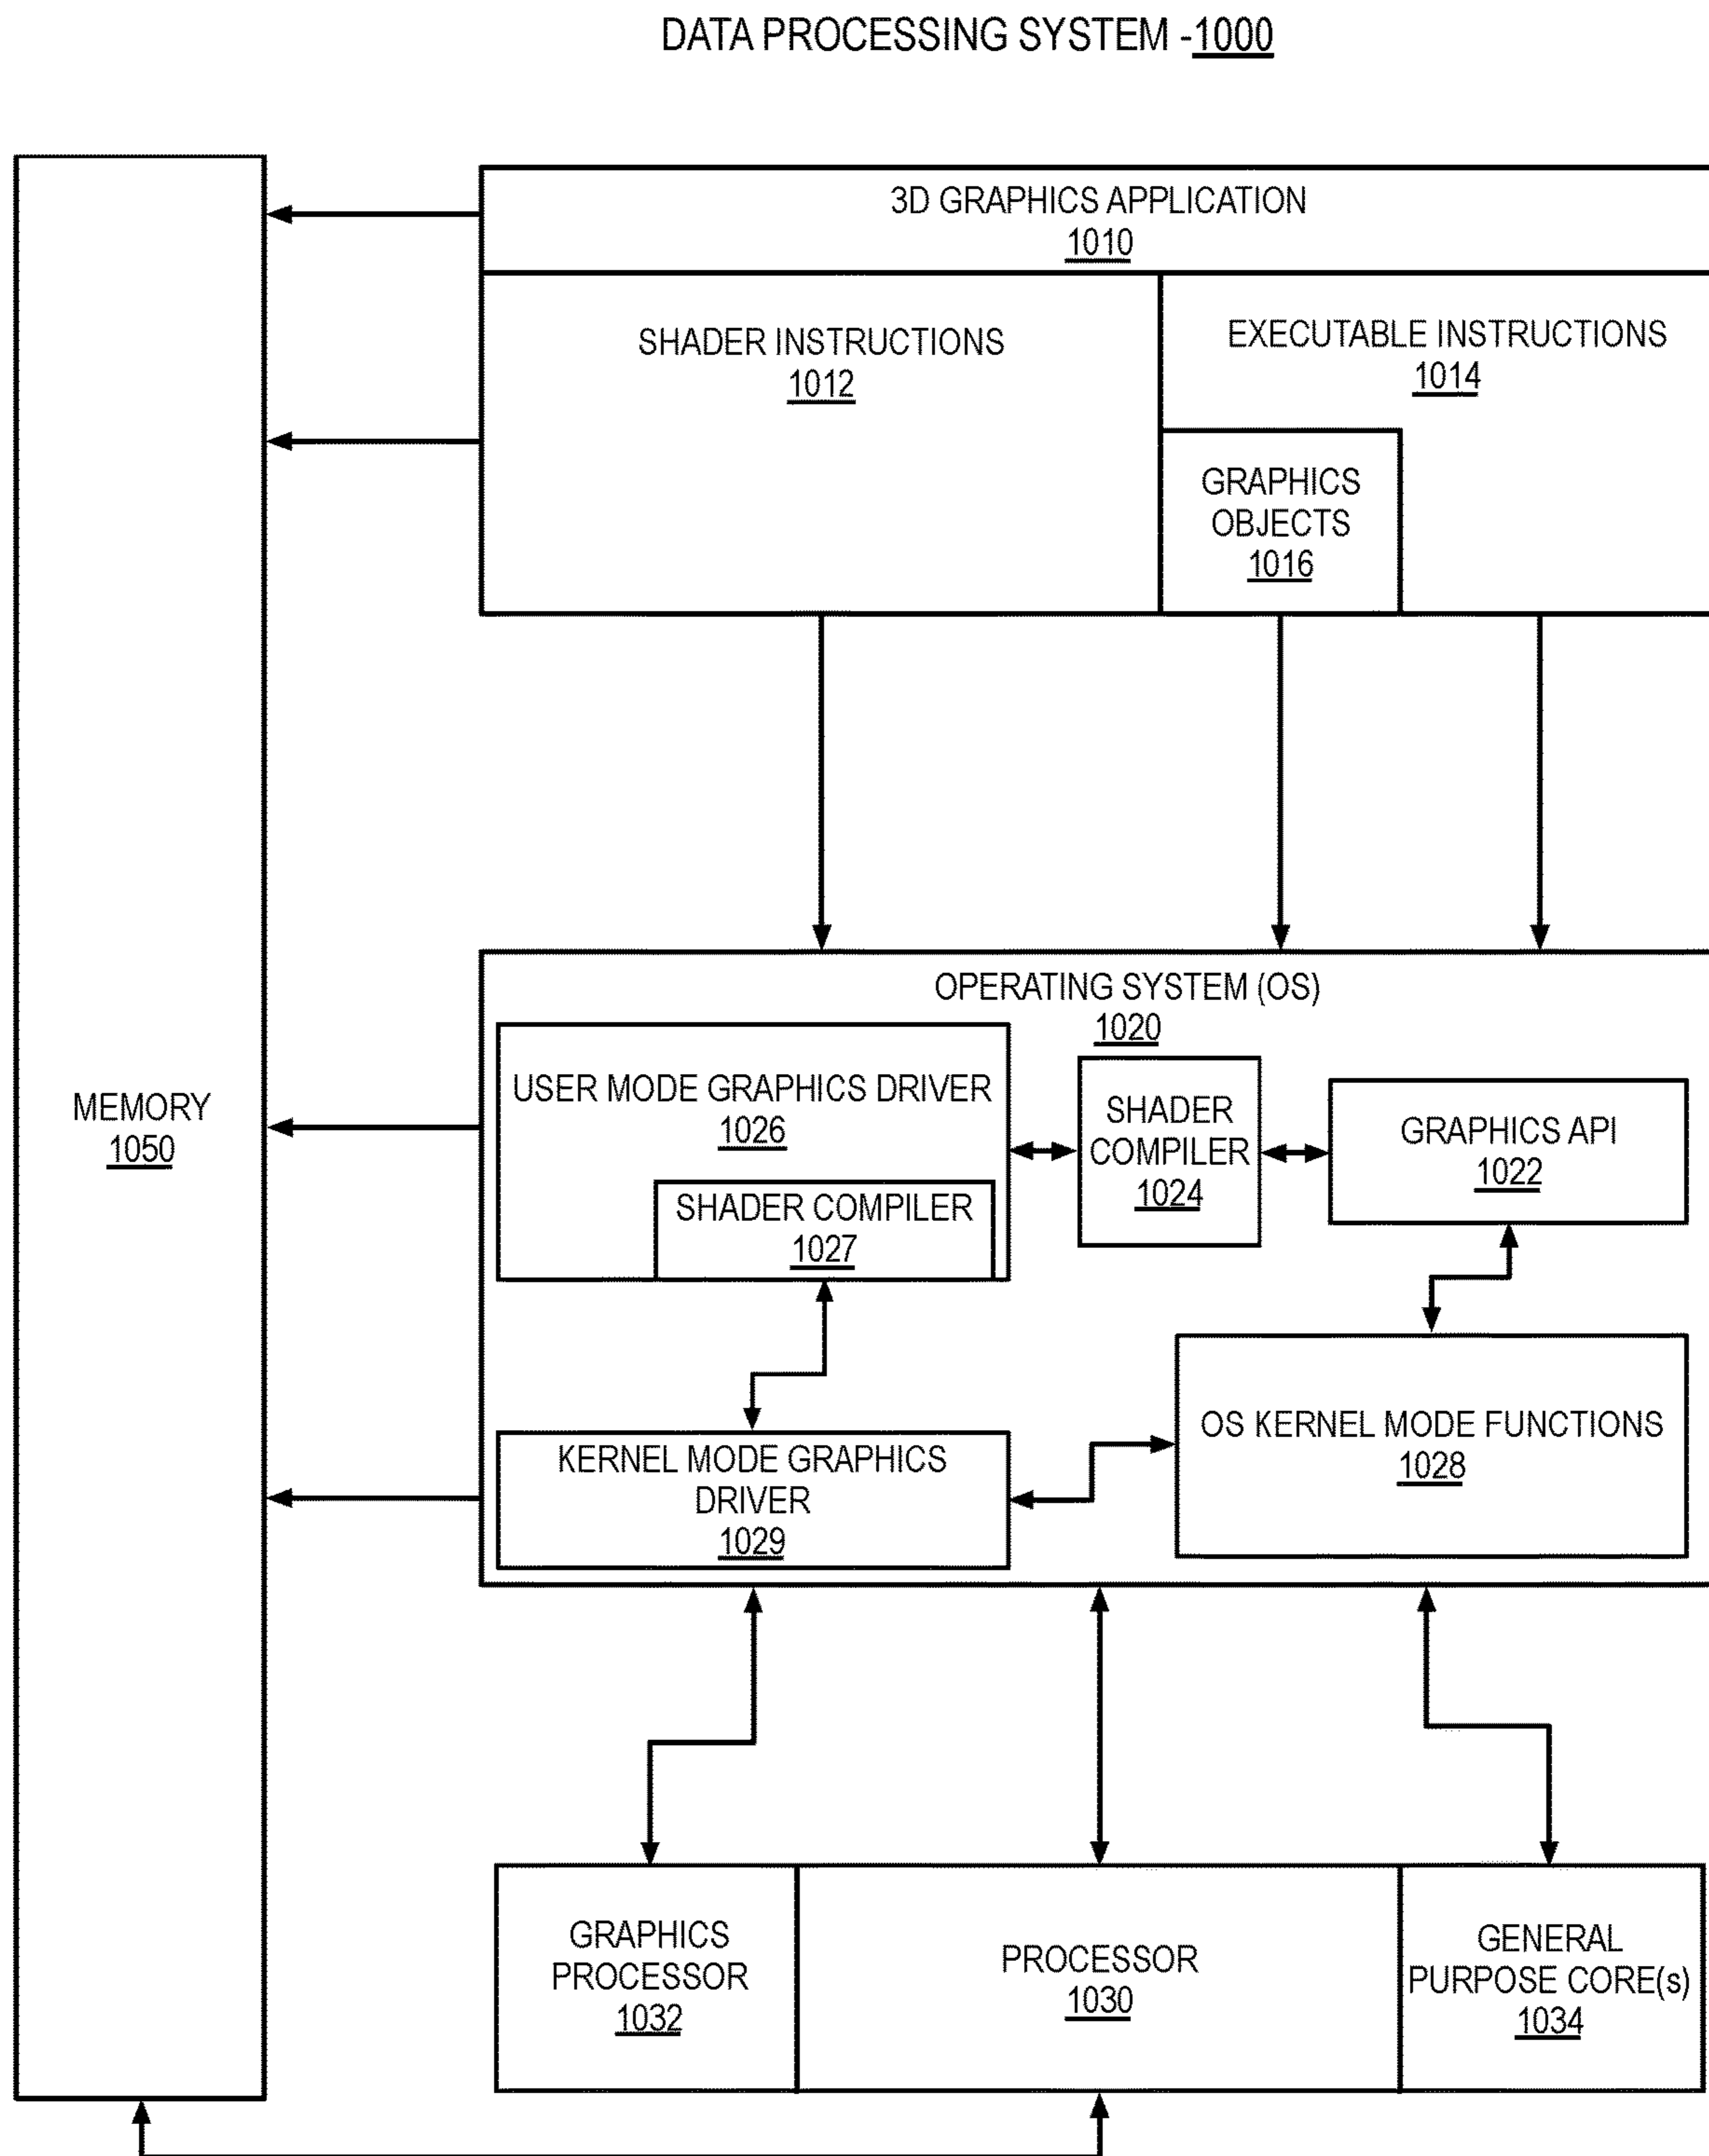 DATA PROCESSING SYSTEM -1000
3D GRAPHICS APPLICATION
1010
SHADER INSTRUCTIONS
1012
EXECUTABLE INSTRUCTIONS
1014
GRAPHICS
OBJECTS
1016
MEMORY
1050
OPERATING SYSTEM (OS)
1020
USER MODE GRAPHICS DRIVER
1026
SHADER COMPILER
1027
SHADER
COMPILER
1024
GRAPHICS API
1022
KERNEL MODE GRAPHICS
DRIVER
1029
OS KERNEL MODE FUNCTIONS
1028
GRAPHICS
PROCESSOR
1032
PROCESSOR
1030
GENERAL
PURPOSE CORE(s)
1034